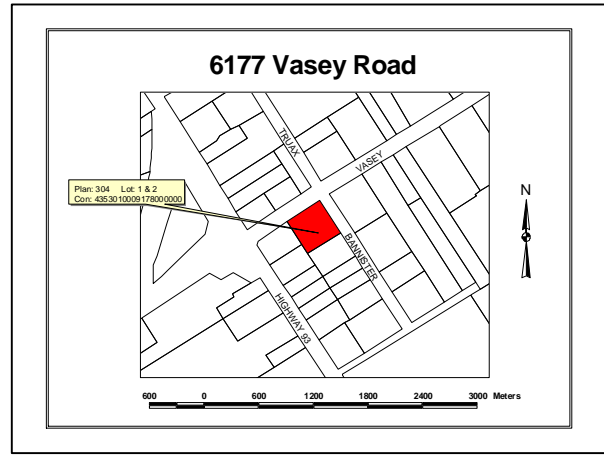 6177 Vasey Road
TRUAX
VASEY
Plan: 304 Lot: 1 & 2
Con: 435301000917800000
N
BANNISTER
HIGHWAY 93
600 0 600 1200 1800 2400 3000 Meters